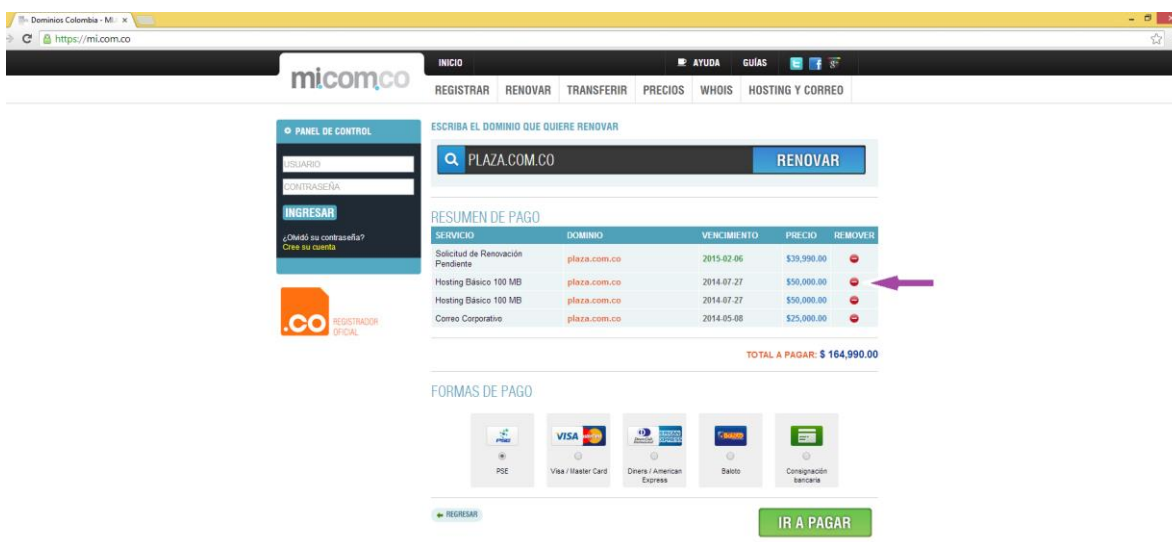 Dominios Colombia - MI
https://mi.com.co
INICIO
AYUDA
GUÍAS
mi.com.co
REGISTRAR RENOVAR TRANSFERIR PRECIOS WHOIS HOSTING Y CORREO
PANEL DE CONTROL
USUARIO
CONTRASEÑA
INGRESAR
¿Olvidó su contraseña?
Cree su cuenta
.co REGISTRADOR
OFICIAL
ESCRIBA EL DOMINIO QUE QUIERE RENOVAR
PLAZA.COM.CO RENOVAR
RESUMEN DE PAGO
SERVICIO DOMINIO VENCIMIENTO PRECIO REMOVER
Solicitud de Renovación
Pendiente plaza.com.co 2015-02-06 $39,990.00
Hosting Básico 100 MB plaza.com.co 2014-07-27 $50,000.00
Hosting Básico 100 MB plaza.com.co 2014-07-27 $50,000.00
Correo Corporativo plaza.com.co 2014-05-08 $25,000.00
TOTAL A PAGAR: $ 164,990.00
FORMAS DE PAGO
VISA
PSE
Visa / Master Card
Diners / American
Express
Baloto
Consignación
bancaria
REGRESAR
IR A PAGAR